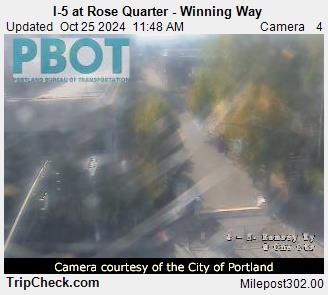 I-5 at Rose Quarter - Winning Way
Updated Oct 25 2024 11:48 AM Camera 4
PBOT
PORTLAND BUREAU OF TRANSPORTATION
Camera courtesy of the City of Portland
TripCheck.com Milepost302.00